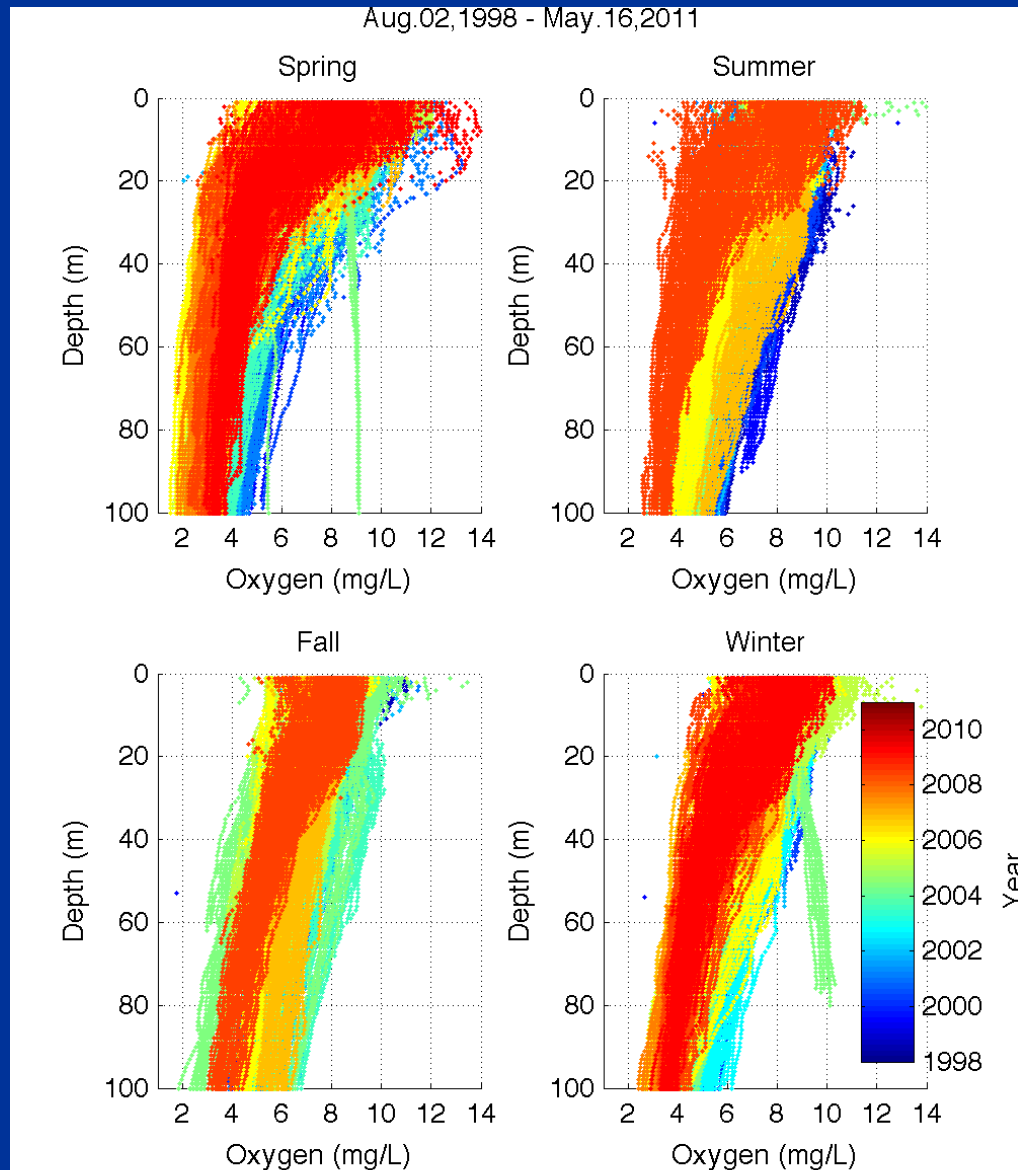 Aug.02,1998 - May.16,2011
Spring
0
20
40
60
80
100
Depth (m)
2 4 6 8 10 12 14
Oxygen (mg/L)
Summer
0
20
40
60
80
100
Depth (m)
2 4 6 8 10 12 14
Oxygen (mg/L)
Fall
0
20
40
60
80
100
Depth (m)
2 4 6 8 10 12 14
Oxygen (mg/L)
Winter
0
20
40
60
80
100
Depth (m)
2 4 6 8 10 12 14
Oxygen (mg/L)
2010
2008
2006
2004
2002
2000
1998
Year